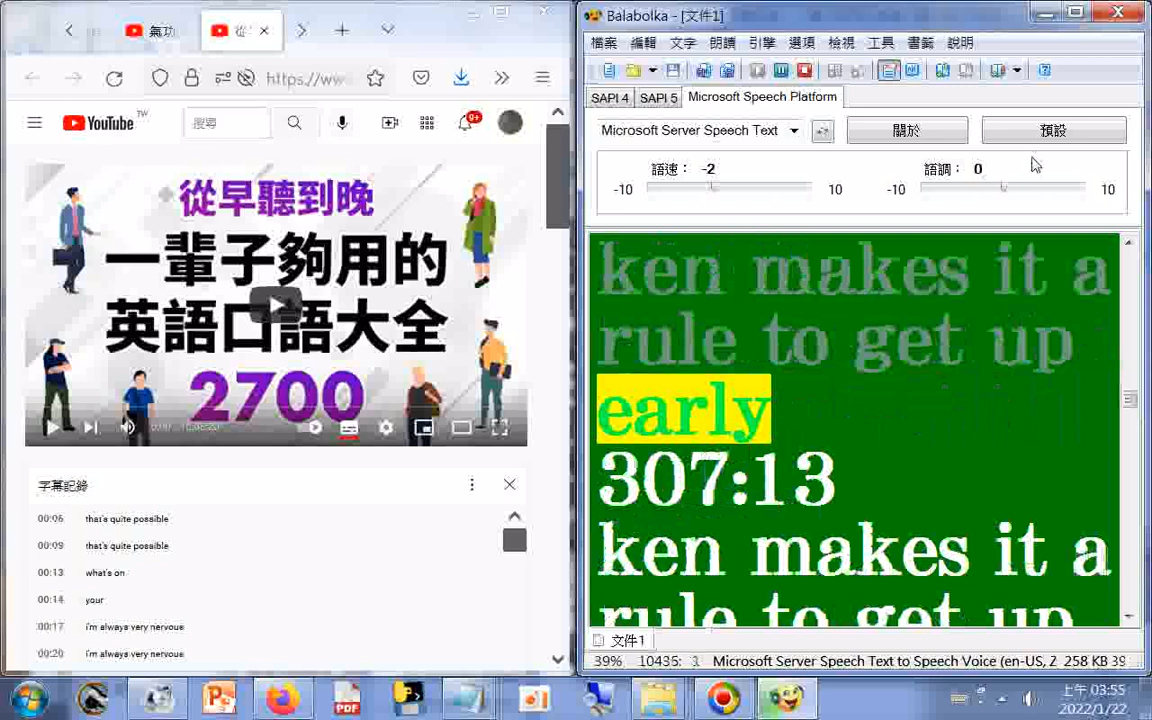 氣功
從
https://www
YouTube TW
搜尋
9+
從早聽到晚
一輩子夠用的
英語口語大全
2700
字幕記錄
00:06 that's quite possible
00:09 that's quite possible
00:13 what's on
00:14 your
00:17 i'm always very nervous
00:20 i'm always very nervous
Balabolka - [文件1]
檔案 編輯 文字 朗讀 引擎 選項 檢視 工具 書籤 說明
SAPI 4 SAPI 5 Microsoft Speech Platform
Microsoft Server Speech Text 關於 預設
語速： -2 語調： 0
-10 10 -10 10
ken makes it a
rule to get up
early
307:13
ken makes it a
rule to get up
文件1
39% 10435: 1 Microsoft Server Speech Text to Speech Voice (en-US, Z 258 KB 39
PDF
上午 03:55
2022/1/22